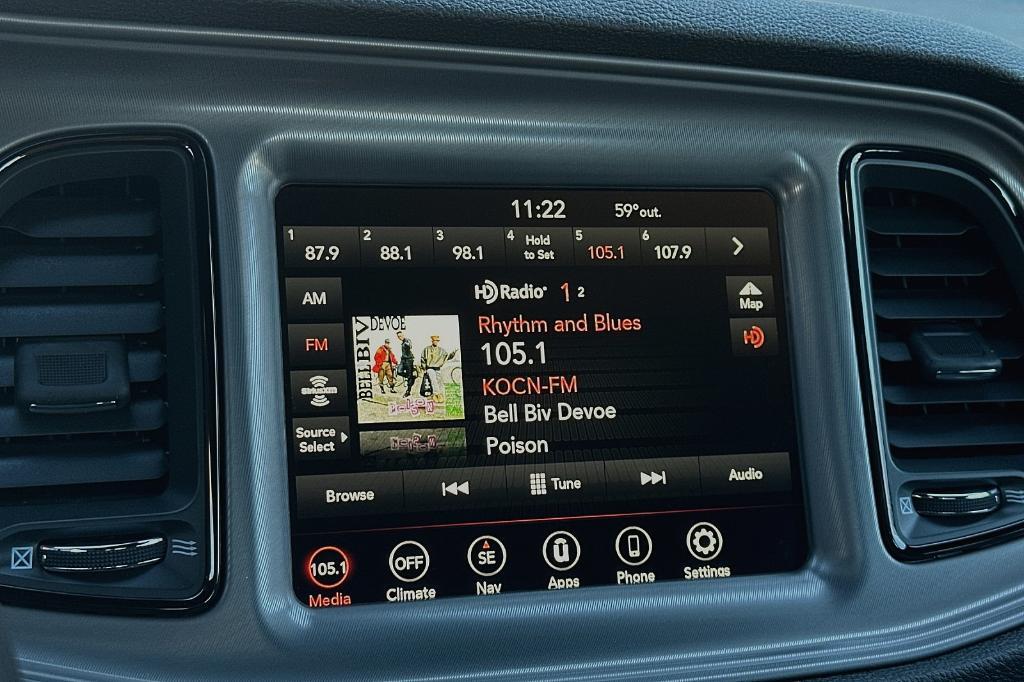 11:22 59°out.
1 87.9 2 88.1 3 98.1 4 Hold to Set 5 105.1 6 107.9
AM
FM
SiriusXM
Source
Select
HD Radio 1 2
Map
HD
BELL BIV DEVOE
Rhythm and Blues
105.1
KOCN-FM
Bell Biv Devoe
Poison
Browse Tune Audio
105.1 OFF SE
Media Climate Nav Apps Phone Settings